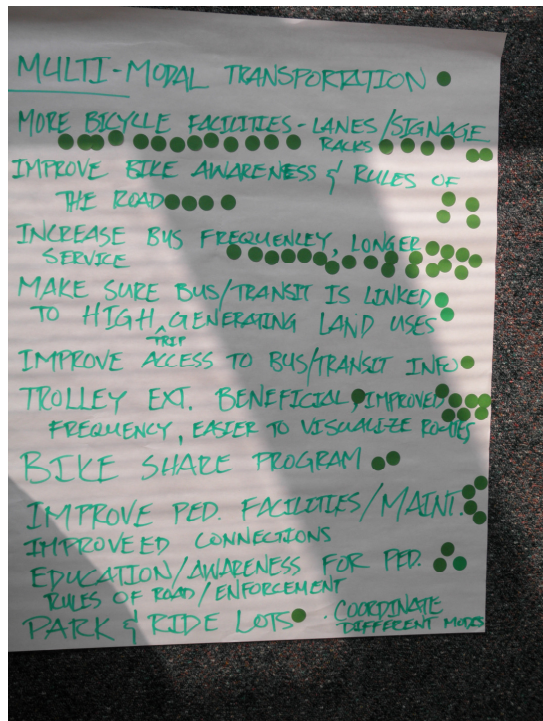 MULTI-MODAL TRANSPORTATION
MORE BICYCLE FACILITIES - LANES/SIGNAGE
RACKS
IMPROVE BIKE AWARENESS & RULES OF
THE ROAD
INCREASE BUS FREQUENCEY, LONGER
SERVICE
MAKE SURE BUS/TRANSIT IS LINKED
TO HIGH ^ GENERATING LAND USES
TRIP
IMPROVE ACCESS TO BUS/TRANSIT INFO
TROLLEY EXT. BENEFICIAL, IMPROVED
FREQUENCY, EASIER TO VISUALIZE ROUTES
BIKE SHARE PROGRAM
IMPROVE PED. FACILITIES/MAINT.
IMPROVEED CONNECTIONS
EDUCATION/AWARENESS FOR PED.
RULES OF ROAD/ENFORCEMENT
PARK & RIDE LOTS · COORDINATE
DIFFERENT MODES